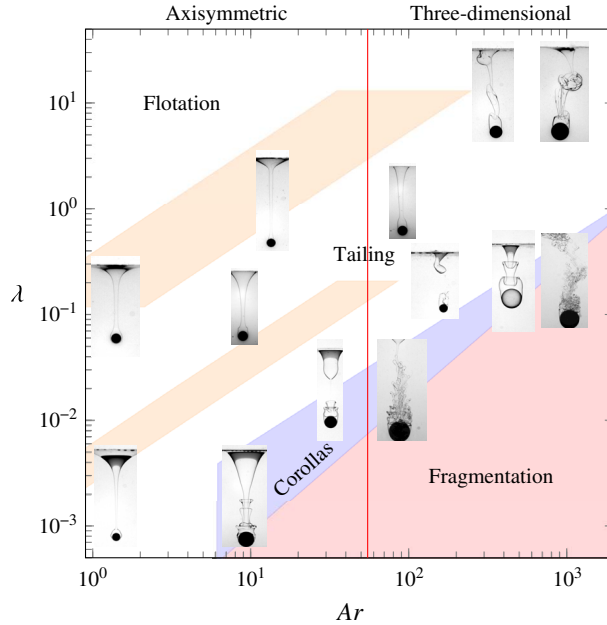 Axisymmetric Three-dimensional
10¹
Flotation
10⁰
Tailing
λ
10⁻¹
10⁻²
Corollas
Fragmentation
10⁻³
10⁰ 10¹ 10² 10³
Ar